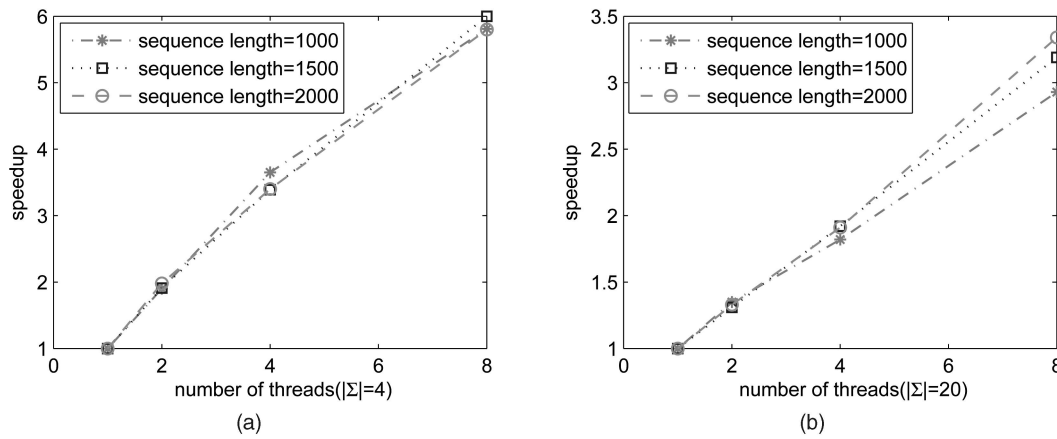 6
5
4
3
2
1
0 2 4 6 8
speedup
sequence length=1000
sequence length=1500
sequence length=2000
number of threads(|Σ|=4)
(a)
3.5
3
2.5
2
1.5
1
0 2 4 6 8
speedup
sequence length=1000
sequence length=1500
sequence length=2000
number of threads(|Σ|=20)
(b)